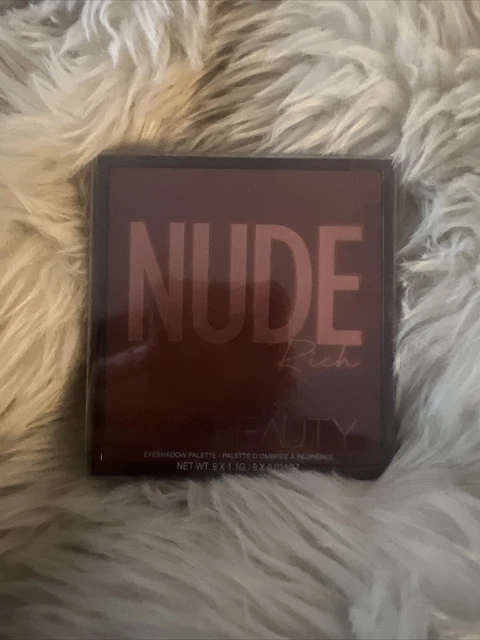 NUDE
Rich
BEAUTY
EYESHADOW PALETTE / PALETTE D'OMBRES À PAUPIÈRES
NET WT. 9 X 1.1G / 9 X 0.038OZ